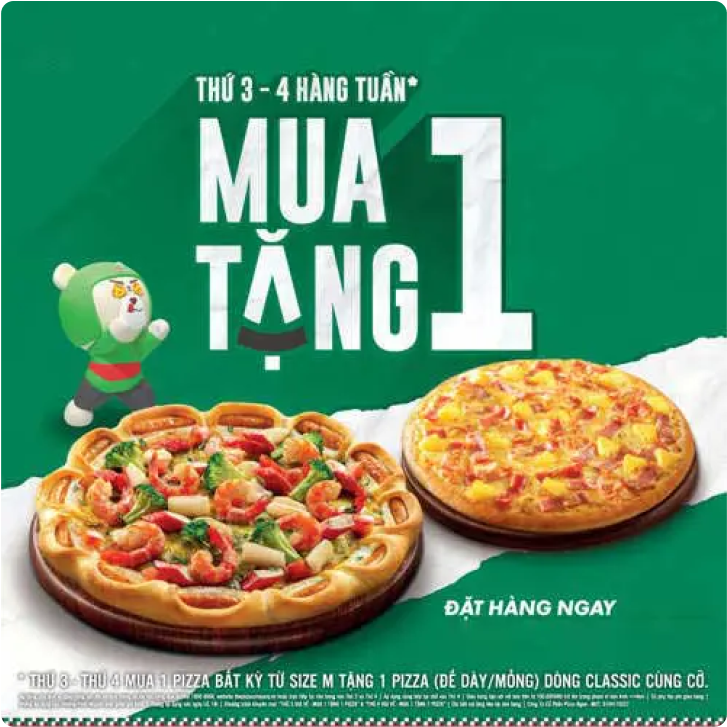 THỨ 3 - 4 HÀNG TUẦN*
MUA 1
TẶNG 1
ĐẶT HÀNG NGAY
* THỨ 3 - THỨ 4 MUA 1 PIZZA BẤT KỲ TỪ SIZE M TẶNG 1 PIZZA (ĐẾ DÀY/MỎNG) DÒNG CLASSIC CÙNG CỠ.